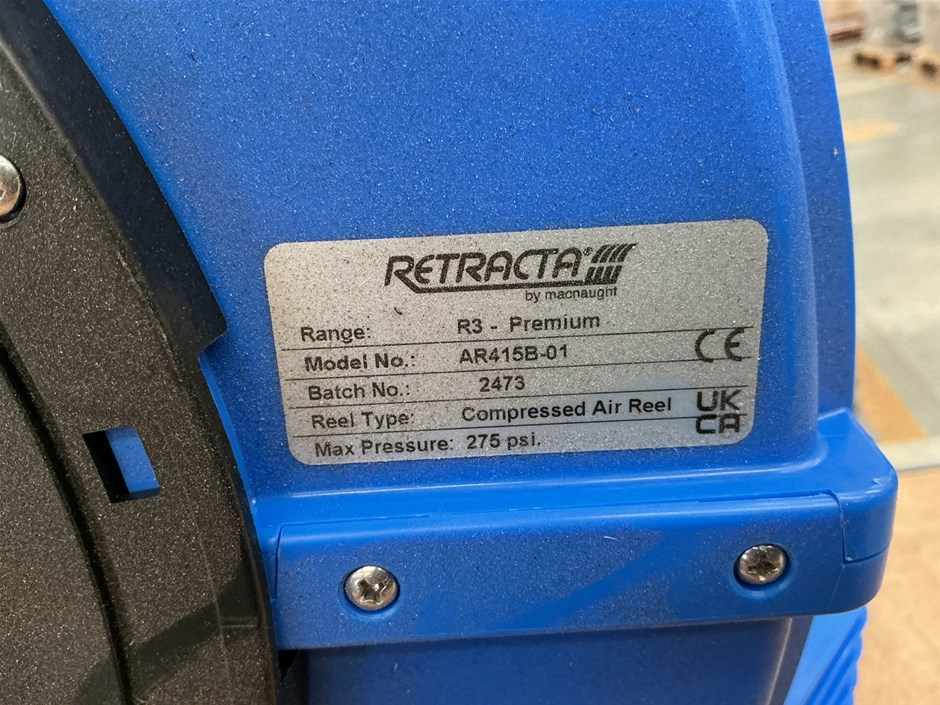 RETRACTA®
by macnaught
Range: R3 - Premium
Model No.: AR415B-01
CE
Batch No.: 2473
Reel Type: Compressed Air Reel
UK
CA
Max Pressure: 275 psi.